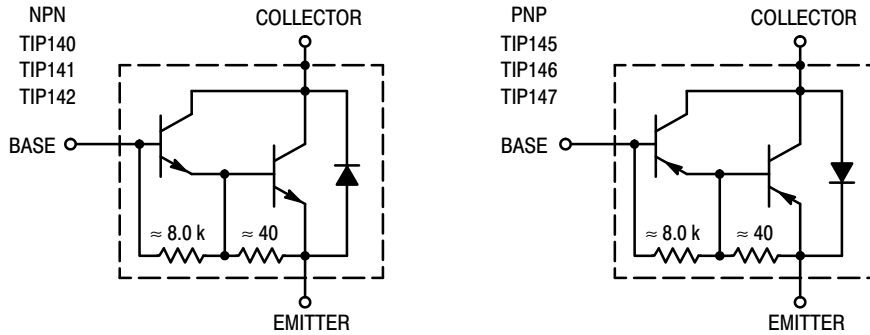 NPN
TIP140
TIP141
TIP142
COLLECTOR
BASE
≈ 8.0 k
≈ 40
EMITTER
PNP
TIP145
TIP146
TIP147
COLLECTOR
BASE
≈ 8.0 k
≈ 40
EMITTER